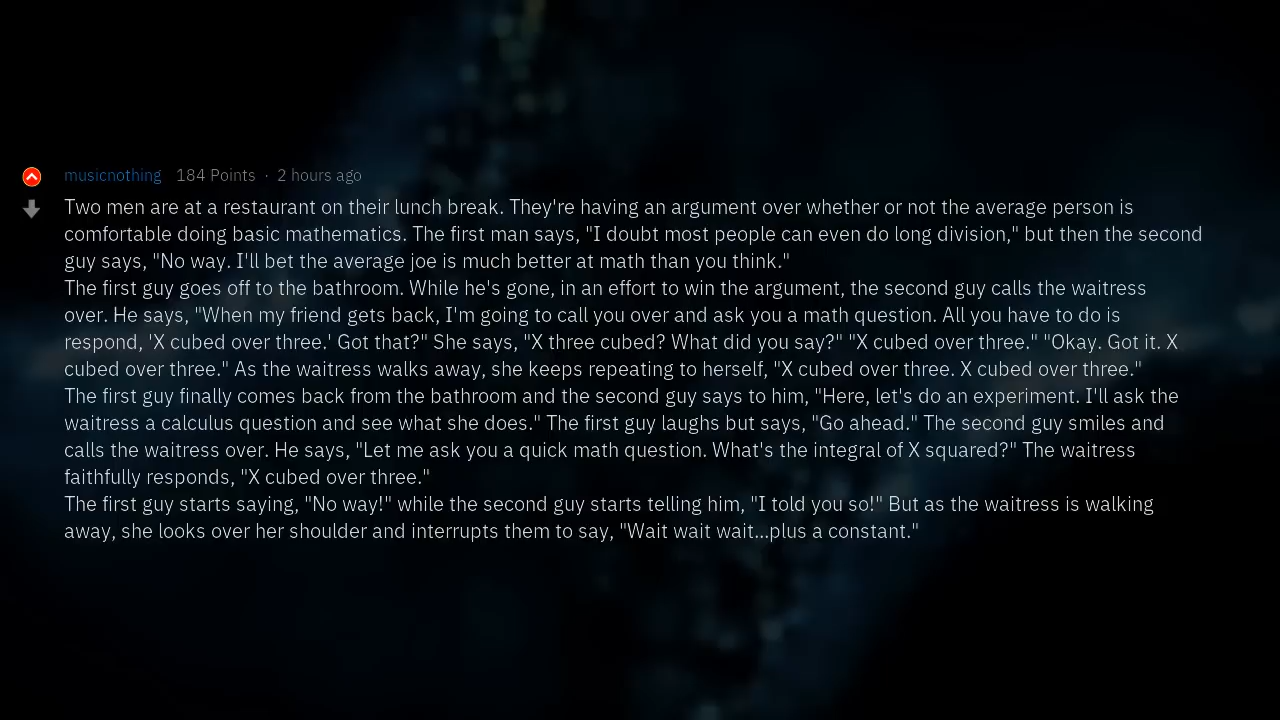 musicnothing 184 Points · 2 hours ago
Two men are at a restaurant on their lunch break. They're having an argument over whether or not the average person is
comfortable doing basic mathematics. The first man says, "I doubt most people can even do long division," but then the second
guy says, "No way. I'll bet the average joe is much better at math than you think."
The first guy goes off to the bathroom. While he's gone, in an effort to win the argument, the second guy calls the waitress
over. He says, "When my friend gets back, I'm going to call you over and ask you a math question. All you have to do is
respond, 'X cubed over three.' Got that?" She says, "X three cubed? What did you say?" "X cubed over three." "Okay. Got it. X
cubed over three." As the waitress walks away, she keeps repeating to herself, "X cubed over three. X cubed over three."
The first guy finally comes back from the bathroom and the second guy says to him, "Here, let's do an experiment. I'll ask the
waitress a calculus question and see what she does." The first guy laughs but says, "Go ahead." The second guy smiles and
calls the waitress over. He says, "Let me ask you a quick math question. What's the integral of X squared?" The waitress
faithfully responds, "X cubed over three."
The first guy starts saying, "No way!" while the second guy starts telling him, "I told you so!" But as the waitress is walking
away, she looks over her shoulder and interrupts them to say, "Wait wait wait...plus a constant."